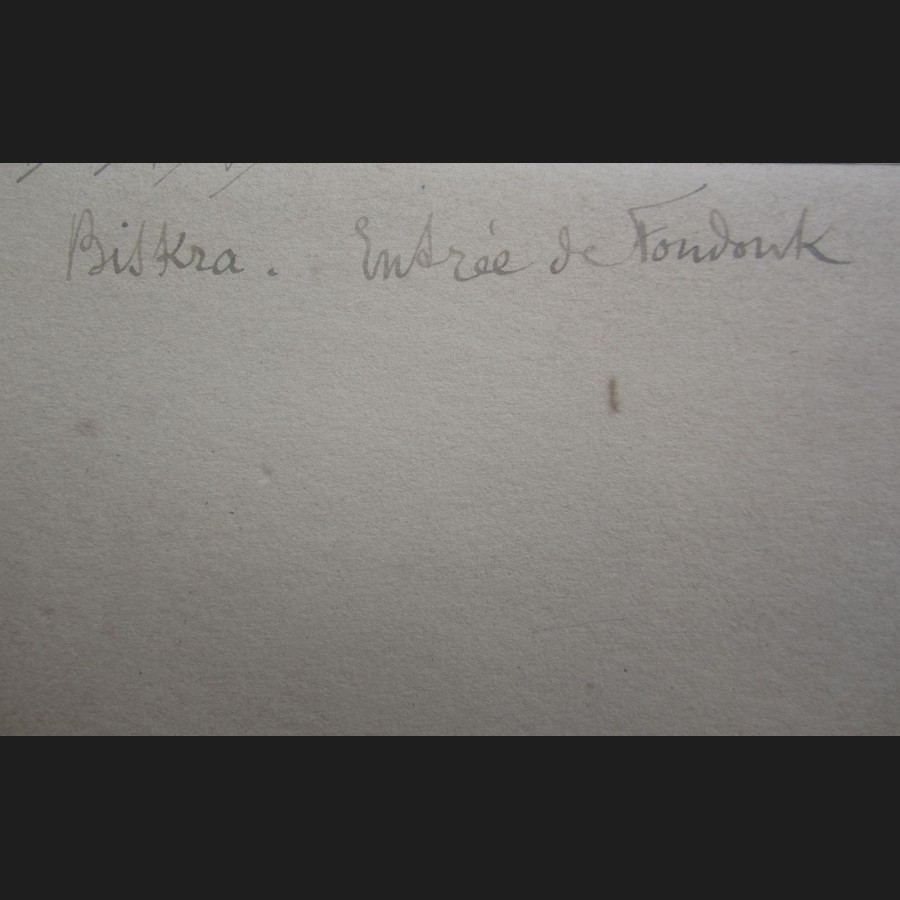 Biskra. Entrée de Fondouk